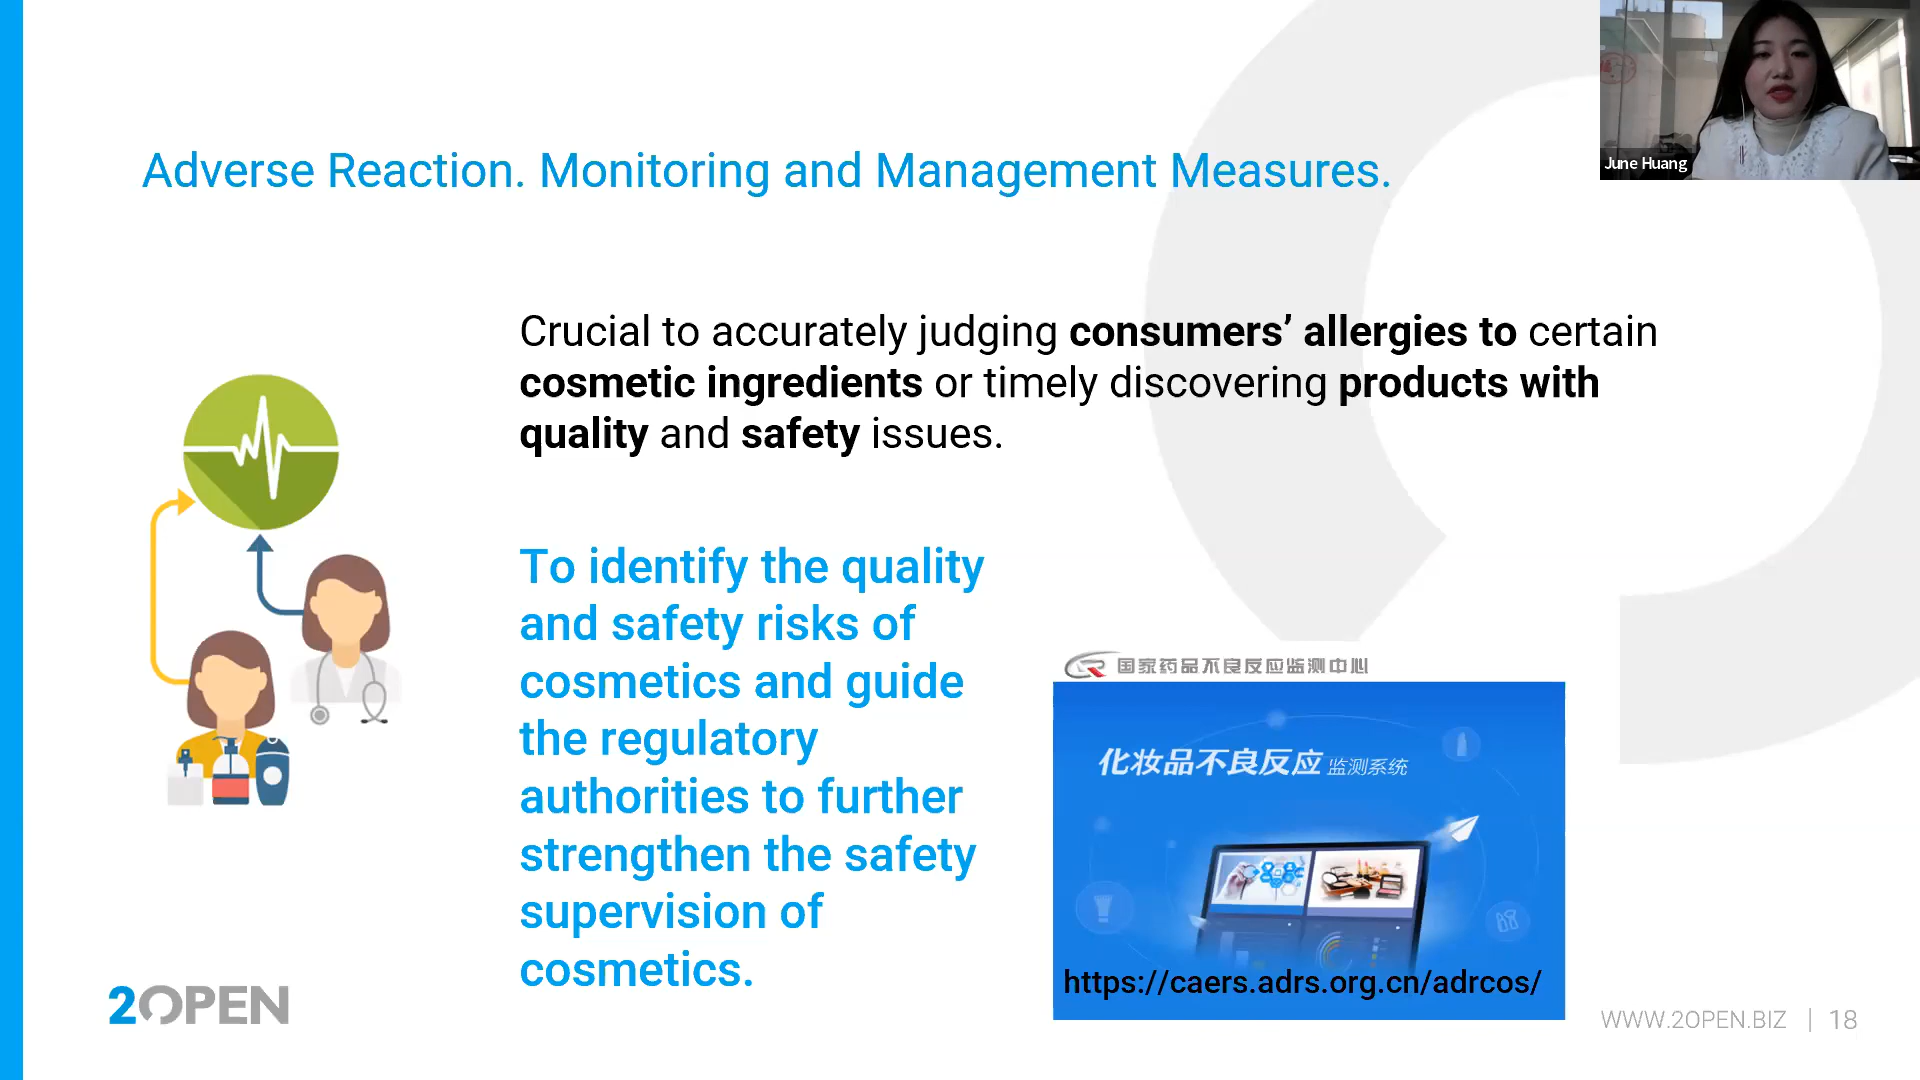 June Huang
Adverse Reaction. Monitoring and Management Measures.
Crucial to accurately judging consumers’ allergies to certain
cosmetic ingredients or timely discovering products with
quality and safety issues.
To identify the quality
and safety risks of
cosmetics and guide
the regulatory
authorities to further
strengthen the safety
supervision of
cosmetics.
国家药品不良反应监测中心
化妆品不良反应 监测系统
https://caers.adrs.org.cn/adrcos/
2OPEN
WWW.2OPEN.BIZ | 18